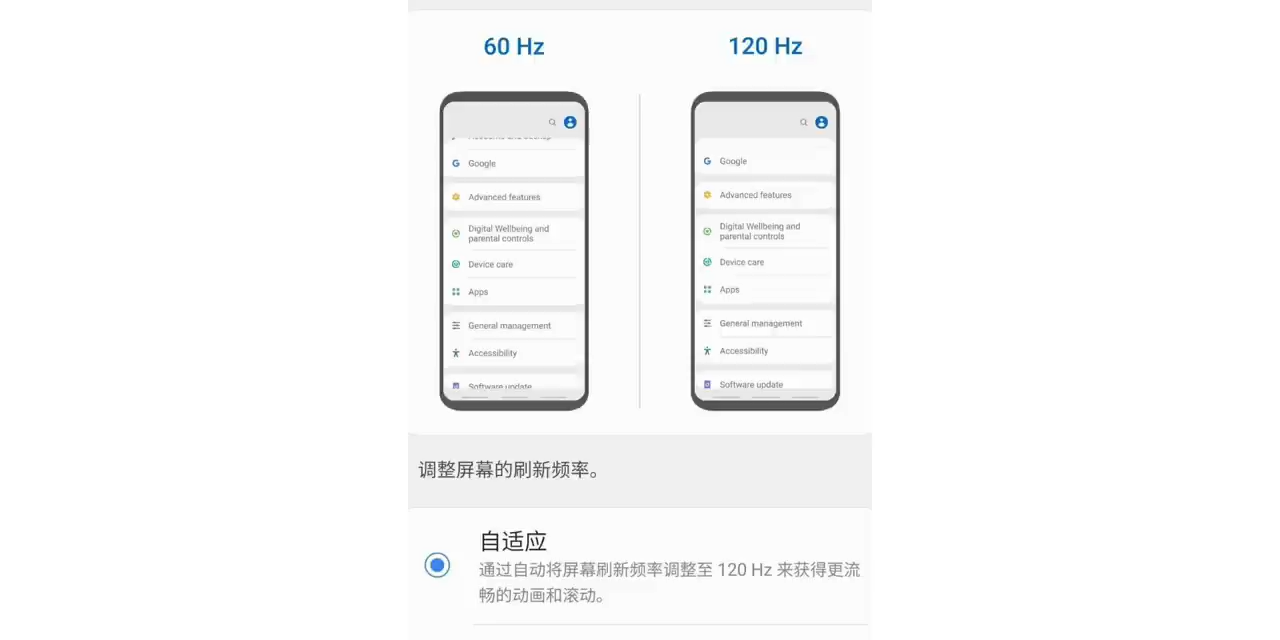 60 Hz
120 Hz
Google
Advanced features
Digital Wellbeing and
parental controls
Device care
Apps
General management
Accessibility
Software update
Google
Advanced features
Digital Wellbeing and
parental controls
Device care
Apps
General management
Accessibility
Software update
调整屏幕的刷新频率。
自适应
通过自动将屏幕刷新频率调整至 120 Hz 来获得更流
畅的动画和滚动。